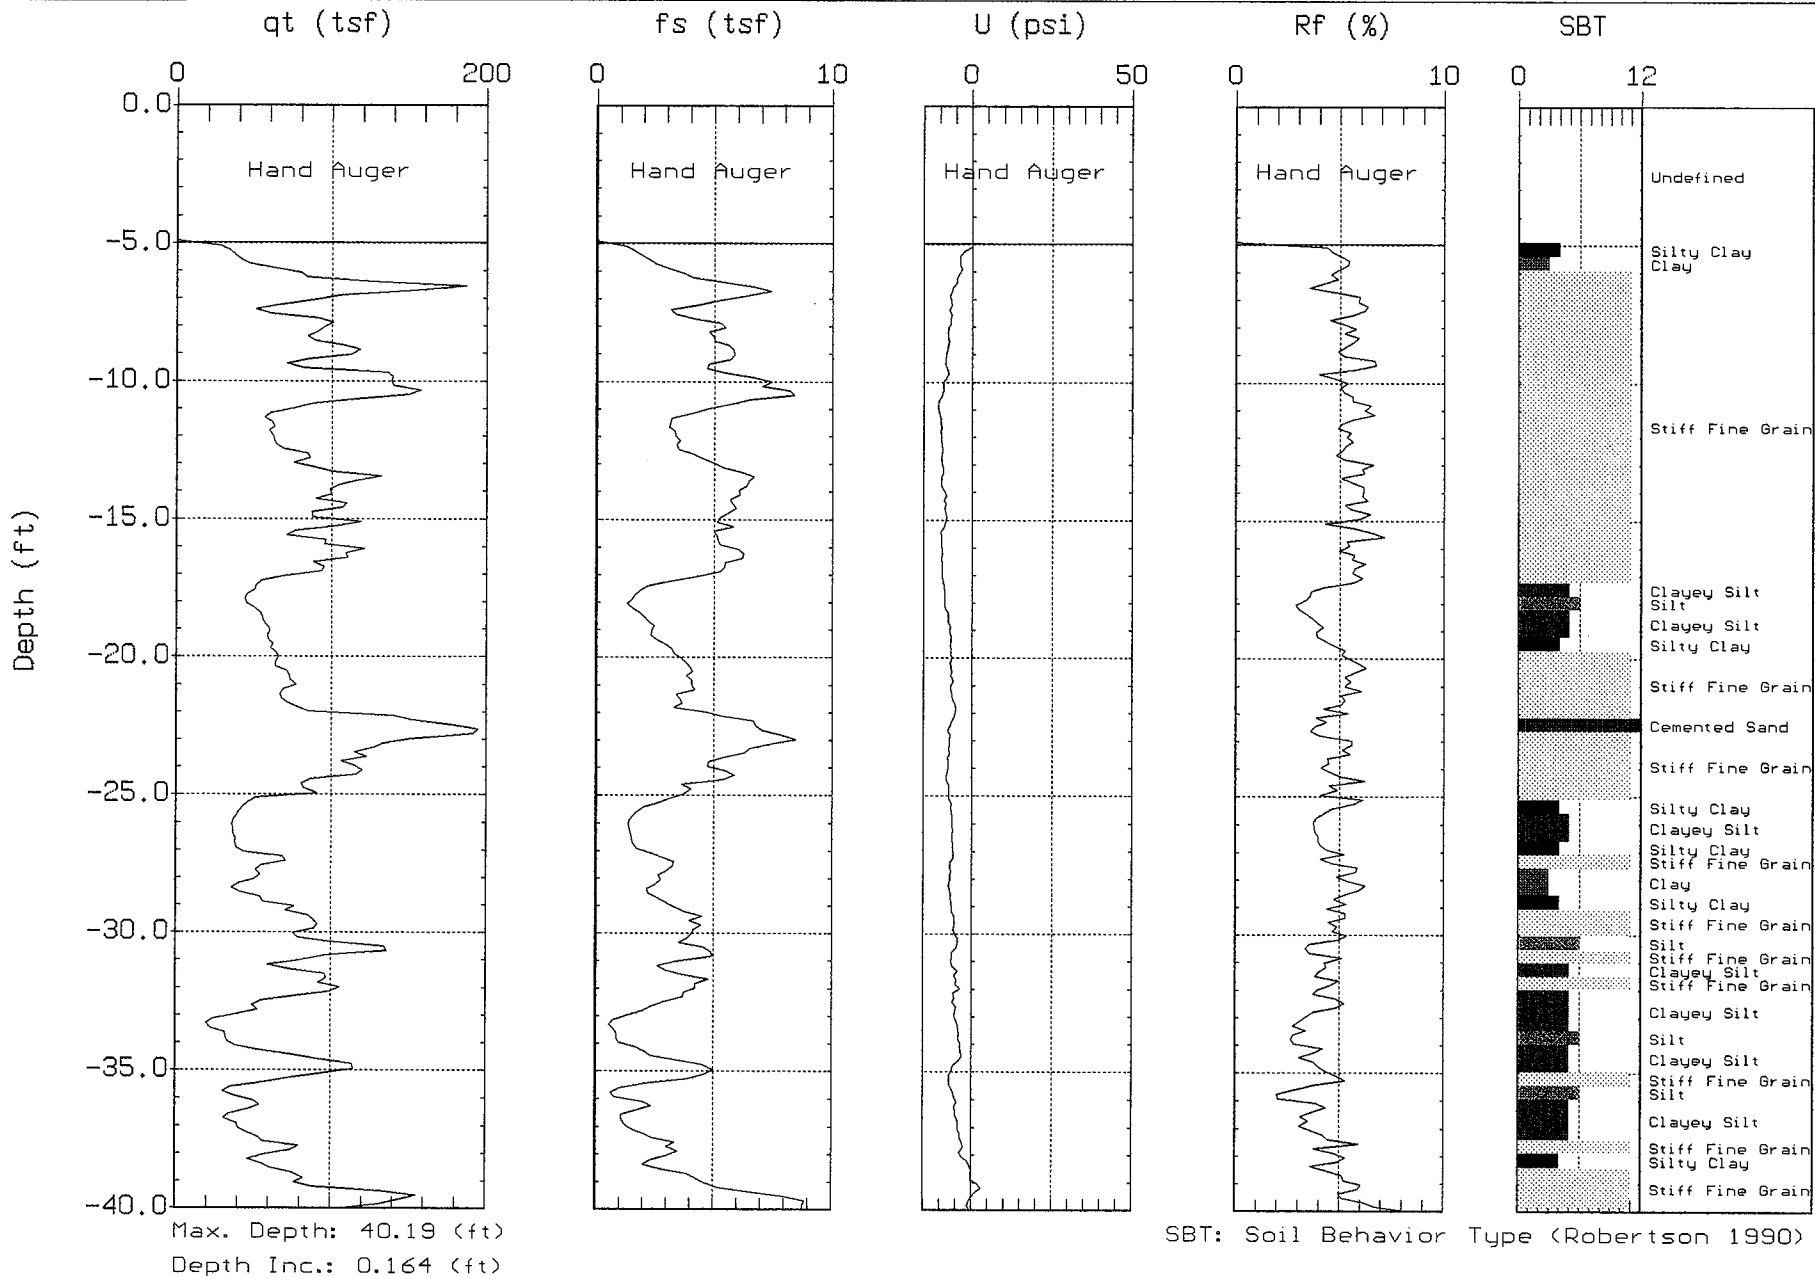 qt (tsf) fs (tsf) U (psi) Rf (%) SBT
0 200 0 10 0 50 0 10 0 12
0.0
Hand Auger Hand Auger Hand Auger Hand Auger Undefined
-5.0
Silty Clay
Clay
-10.0
Stiff Fine Grain
-15.0
Depth (ft)
Clayey Silt
Silt
Clayey Silt
Silty Clay
-20.0
Stiff Fine Grain
Cemented Sand
Stiff Fine Grain
-25.0
Silty Clay
Clayey Silt
Silty Clay
Stiff Fine Grain
Clay
Silty Clay
Stiff Fine Grain
-30.0
Silt
Stiff Fine Grain
Clayey Silt
Stiff Fine Grain
Clayey Silt
Silt
Clayey Silt
-35.0
Stiff Fine Grain
Silt
Clayey Silt
Stiff Fine Grain
Silty Clay
Stiff Fine Grain
-40.0
Max. Depth: 40.19 (ft)
Depth Inc.: 0.164 (ft)
SBT: Soil Behavior Type (Robertson 1990)